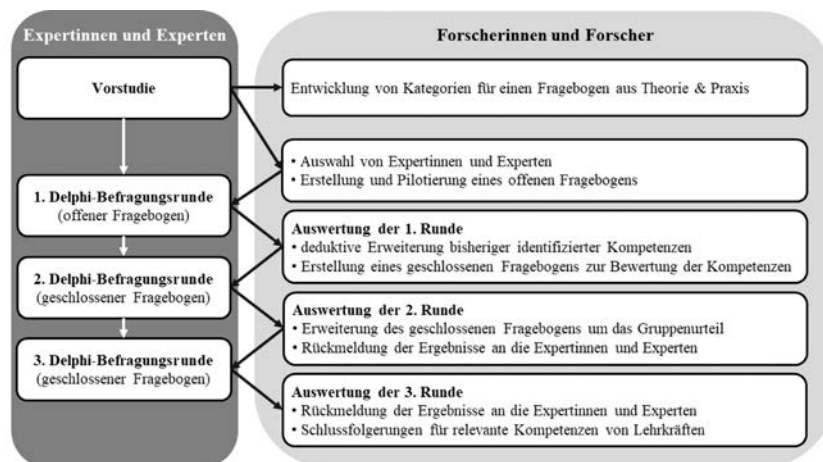 Expertinnen und Experten
Vorstudie
1. Delphi-Befragungsrunde
(offener Fragebogen)
2. Delphi-Befragungsrunde
(geschlossener Fragebogen)
3. Delphi-Befragungsrunde
(geschlossener Fragebogen)
Forscherinnen und Forscher
Entwicklung von Kategorien für einen Fragebogen aus Theorie & Praxis
• Auswahl von Expertinnen und Experten
• Erstellung und Pilotierung eines offenen Fragebogens
Auswertung der 1. Runde
• deduktive Erweiterung bisheriger identifizierter Kompetenzen
• Erstellung eines geschlossenen Fragebogens zur Bewertung der Kompetenzen
Auswertung der 2. Runde
• Erweiterung des geschlossenen Fragebogens um das Gruppenurteil
• Rückmeldung der Ergebnisse an die Expertinnen und Experten
Auswertung der 3. Runde
• Rückmeldung der Ergebnisse an die Expertinnen und Experten
• Schlussfolgerungen für relevante Kompetenzen von Lehrkräften